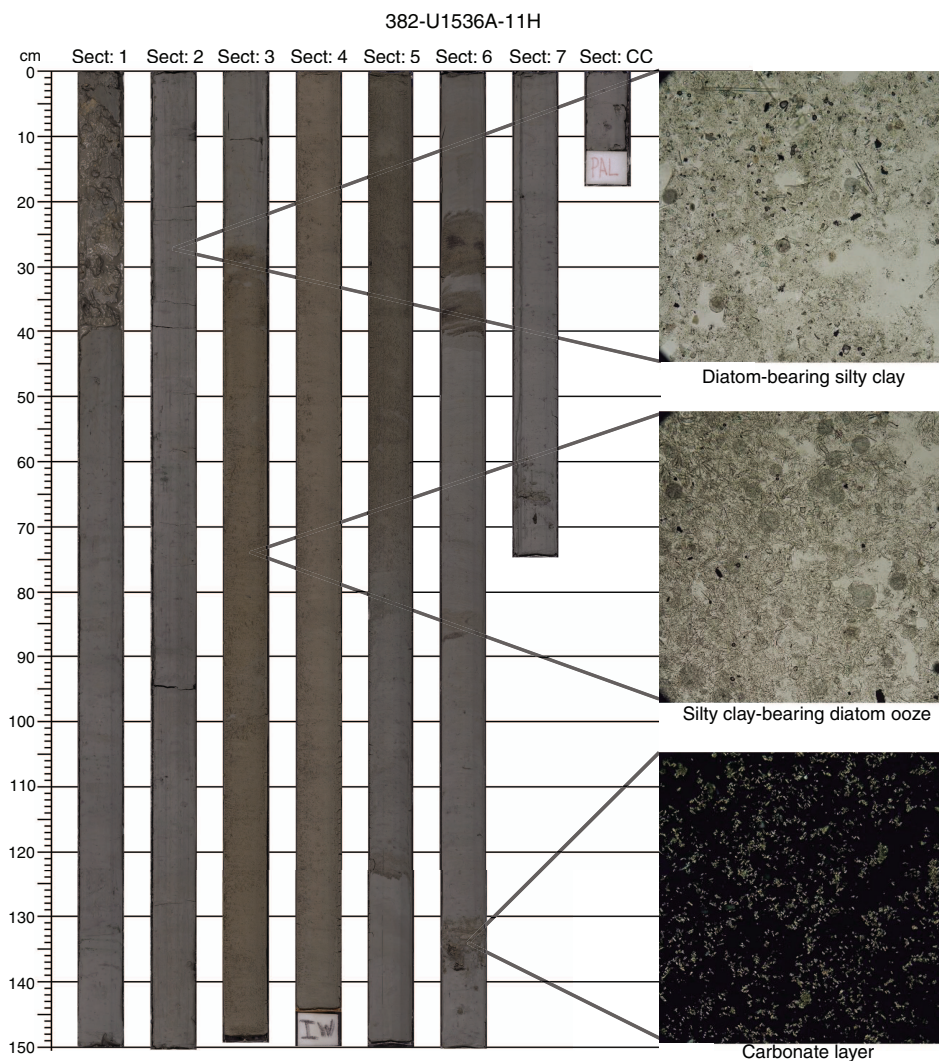 382-U1536A-11H
cm Sect: 1 Sect: 2 Sect: 3 Sect: 4 Sect: 5 Sect: 6 Sect: 7 Sect: CC
0
10
PAL
20
30
40
Diatom-bearing silty clay
50
60
70
80
90
100
Silty clay-bearing diatom ooze
110
120
130
140
IW
150
Carbonate layer